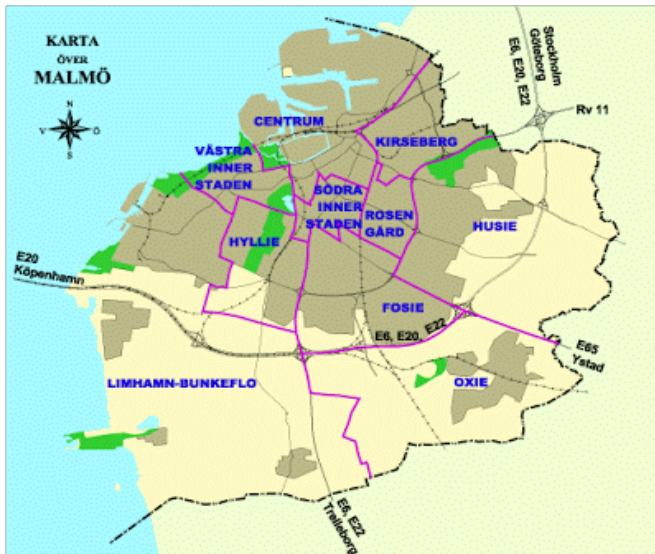 KARTA
ÖVER
MALMÖ
N
V
Ö
S
Stockholm
Göteborg
E6, E20, E22
Rv 11
CENTRUM
KIRSEBERG
VÄSTRA
INNER
STADEN
SÖDRA
INNER
STADEN
ROSEN
GÅRD
HUSIE
HYLLIE
E20
Köpenhamn
FOSIE
E6, E20, E22
E65
Ystad
LIMHAMN-BUNKEFLO
OXIE
E6, E22
Trelleborg